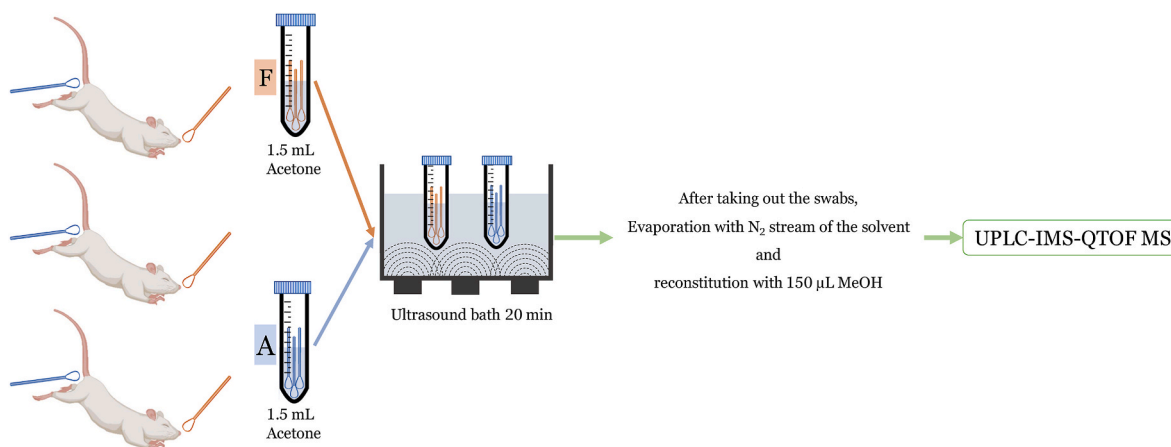 F
1.5 mL
Acetone
A
1.5 mL
Acetone
Ultrasound bath 20 min
After taking out the swabs,
Evaporation with N₂ stream of the solvent
and
reconstitution with 150 µL MeOH
UPLC-IMS-QTOF MS